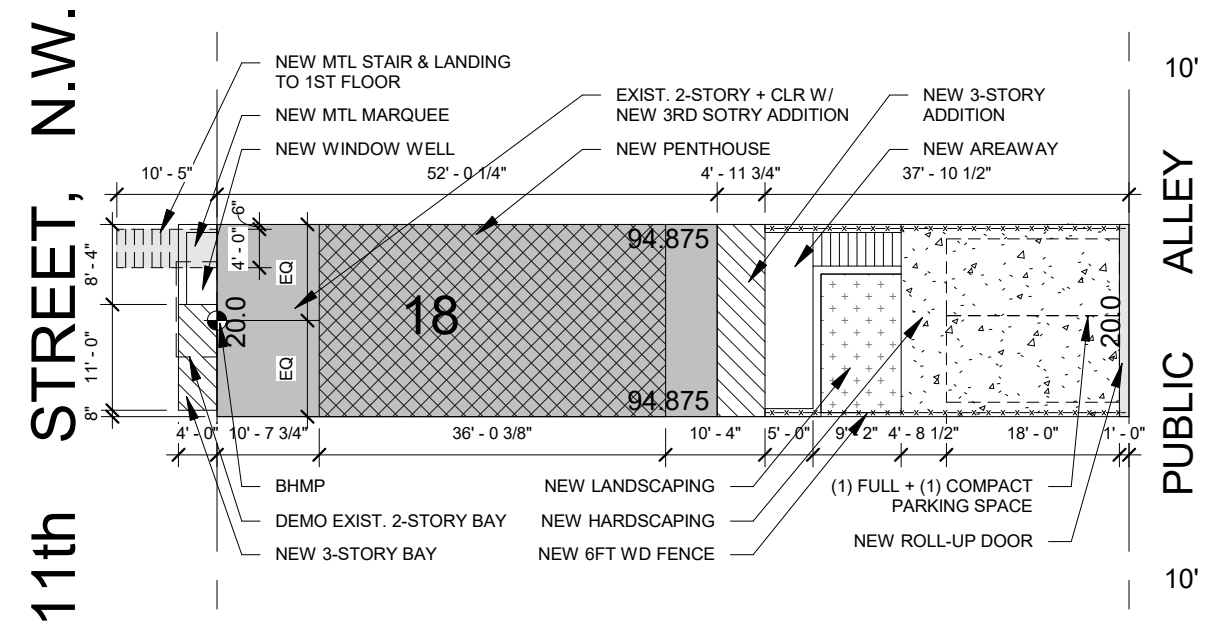 11th STREET, N.W.
NEW MTL STAIR & LANDING
TO 1ST FLOOR
NEW MTL MARQUEE
NEW WINDOW WELL
EXIST. 2-STORY + CLR W/
NEW 3RD SOTRY ADDITION
NEW PENTHOUSE
NEW 3-STORY
ADDITION
NEW AREAWAY
10'
PUBLIC ALLEY
10'
10' - 5"
52' - 0 1/4"
4' - 11 3/4"
37' - 10 1/2"
8' - 4"
11' - 0"
8"
6"
4' - 0"
EQ
EQ
20.0
18
94.875
94.875
20.0
4' - 0"
10' - 7 3/4"
36' - 0 3/8"
10' - 4"
5' - 0"
9' - 2"
4' - 8 1/2"
18' - 0"
1' - 0"
BHMP
DEMO EXIST. 2-STORY BAY
NEW 3-STORY BAY
NEW LANDSCAPING
NEW HARDSCAPING
NEW 6FT WD FENCE
(1) FULL + (1) COMPACT
PARKING SPACE
NEW ROLL-UP DOOR